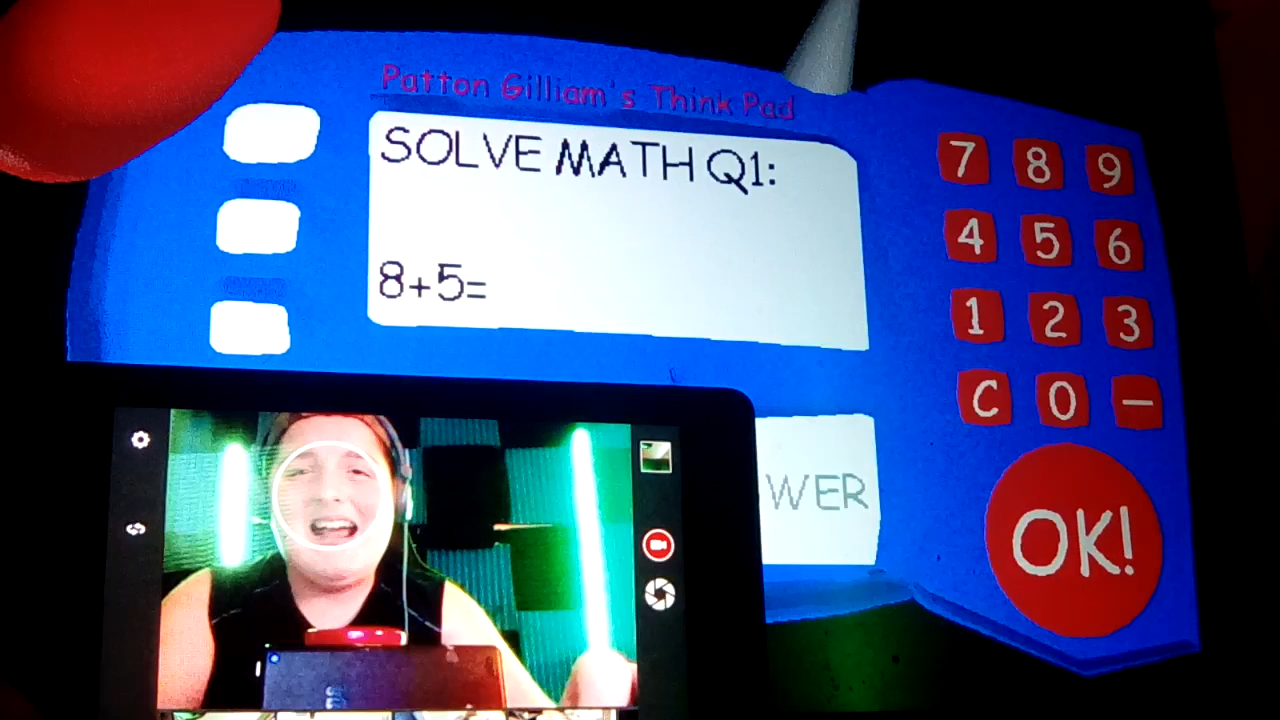 Patton Gilliam's Think Pad
SOLVE MATH Q1:
8+5=
7 8 9
4 5 6
1 2 3
C 0 −
WER
OK!